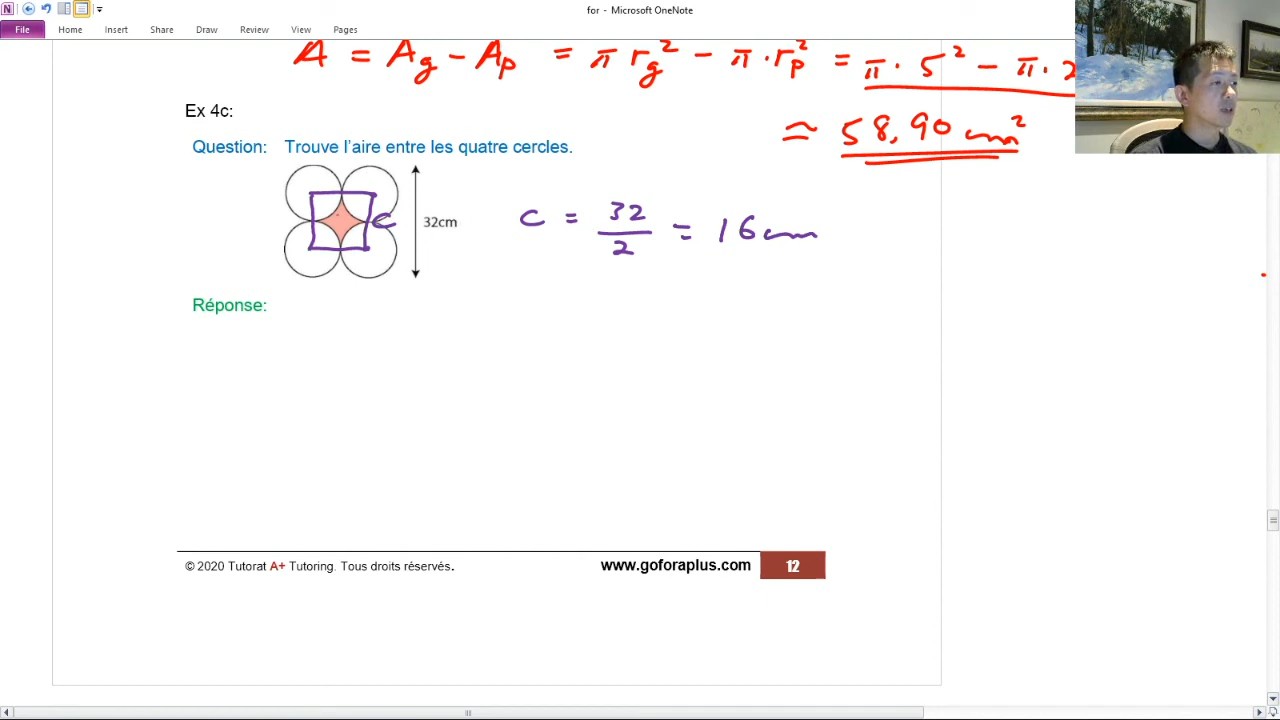 for - Microsoft OneNote
File Home Insert Share Draw Review View Pages
A = Ag - Ap = π rg² - π · rp² = π · 5² - π · 2
≈ 58,90 cm²
Ex 4c:
Question: Trouve l’aire entre les quatre cercles.
c
32cm
c = 32/2 = 16cm
Réponse:
© 2020 Tutorat A+ Tutoring. Tous droits réservés.
www.goforaplus.com
12